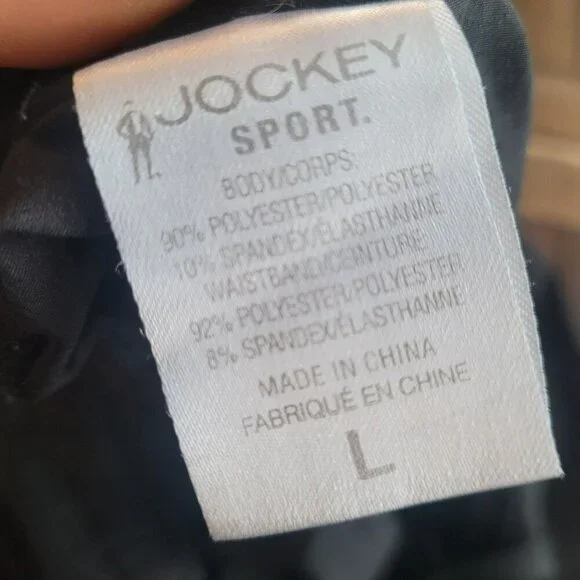 JOCKEY
SPORT.
BODY/CORPS:
90% POLYESTER/POLYESTER
10% SPANDEX/ÉLASTHANNE
WAISTBAND/CEINTURE
92% POLYESTER/POLYESTER
8% SPANDEX/ÉLASTHANNE
MADE IN CHINA
FABRIQUÉ EN CHINE
L